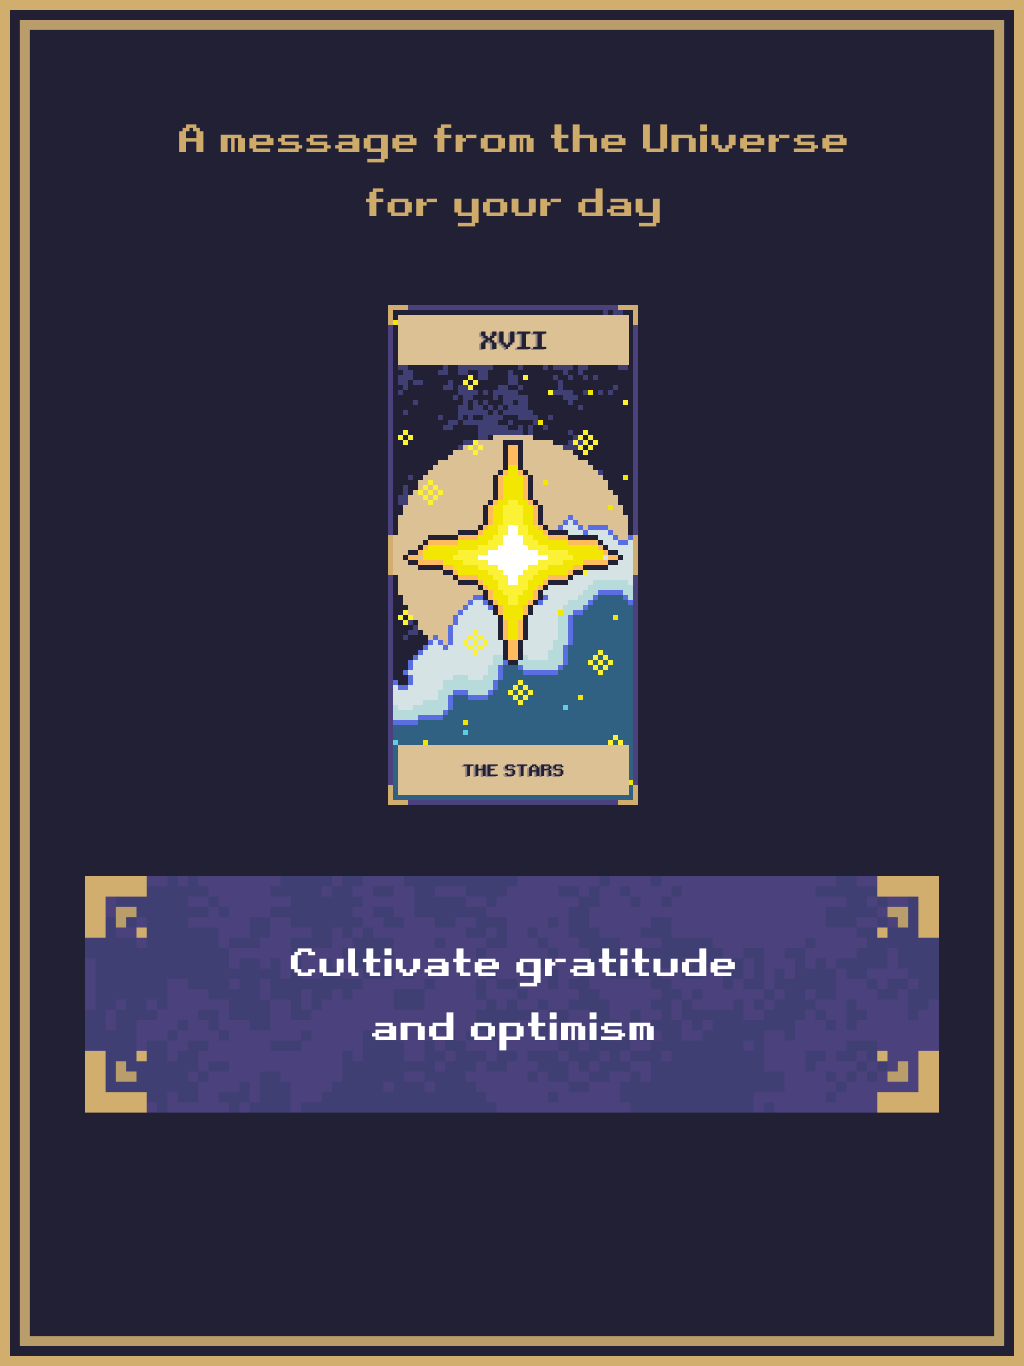 A message from the Universe
for your day
XVII
THE STARS
Cultivate gratitude
and optimism